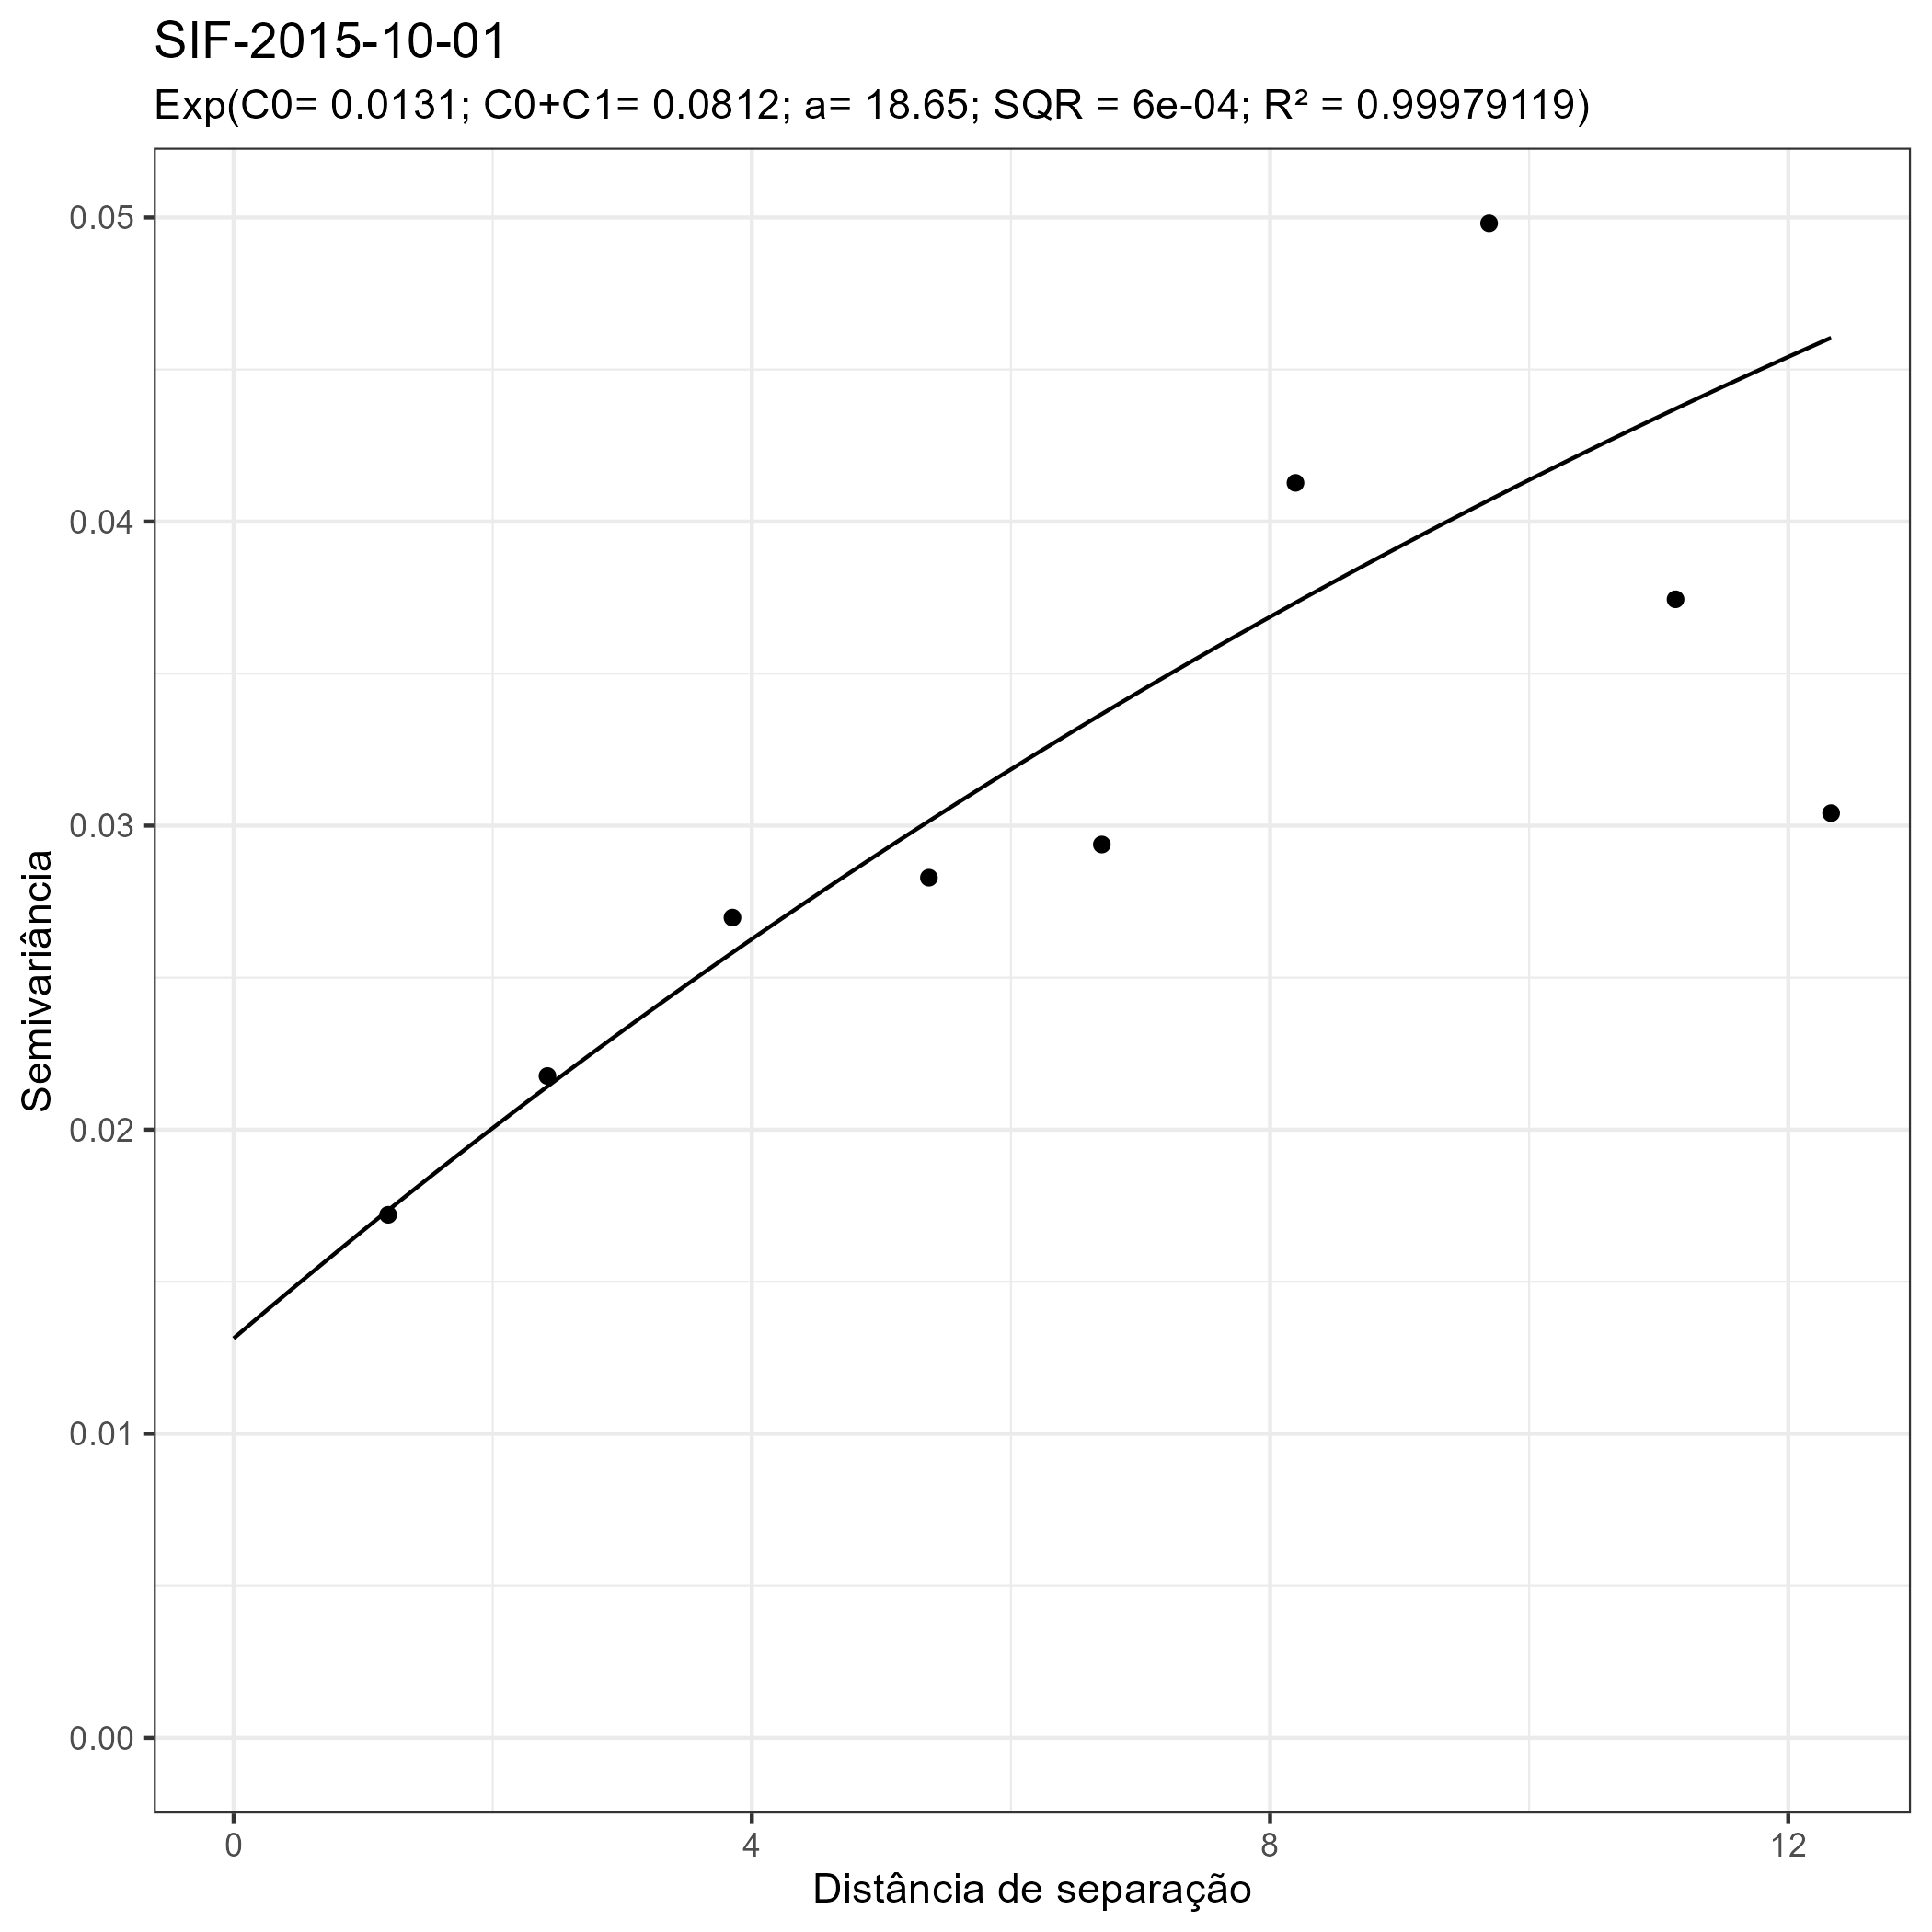 SIF-2015-10-01
Exp(C0= 0.0131; C0+C1= 0.0812; a= 18.65; SQR = 6e-04; R² = 0.99979119)
0.05
0.04
0.03
0.02
0.01
0.00
Semivariância
0 4 8 12
Distância de separação